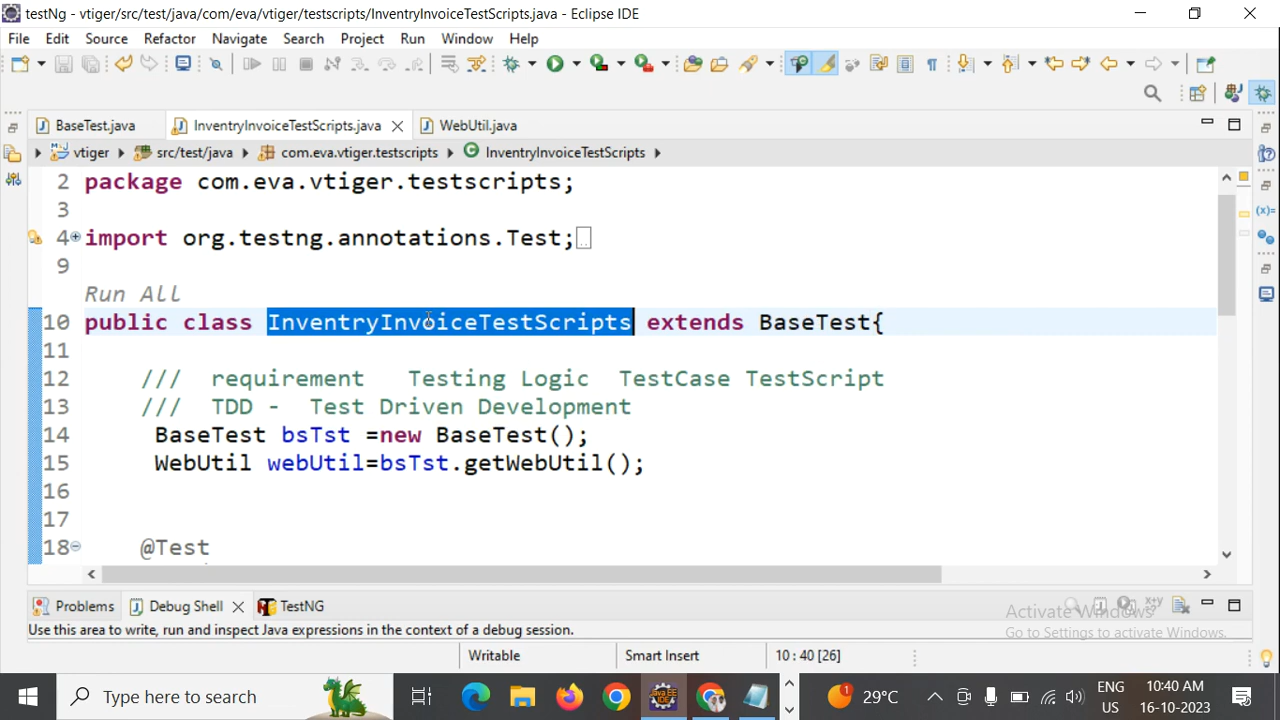 testNg - vtiger/src/test/java/com/eva/vtiger/testscripts/InventryInvoiceTestScripts.java - Eclipse IDE
File Edit Source Refactor Navigate Search Project Run Window Help
BaseTest.java InventryInvoiceTestScripts.java WebUtil.java
vtiger src/test/java com.eva.vtiger.testscripts InventryInvoiceTestScripts
2 package com.eva.vtiger.testscripts;
3
4 import org.testng.annotations.Test;
9
Run All
10 public class InventryInvoiceTestScripts extends BaseTest{
11
12 /// requirement Testing Logic TestCase TestScript
13 /// TDD - Test Driven Development
14 BaseTest bsTst =new BaseTest();
15 WebUtil webUtil=bsTst.getWebUtil();
16
17
18 @Test
Problems Debug Shell TestNG
Activate Windows
Use this area to write, run and inspect Java expressions in the context of a debug session.
Go to Settings to activate Windows.
Writable Smart Insert 10 : 40 [26]
Type here to search
1 29°C
ENG 10:40 AM
US 16-10-2023